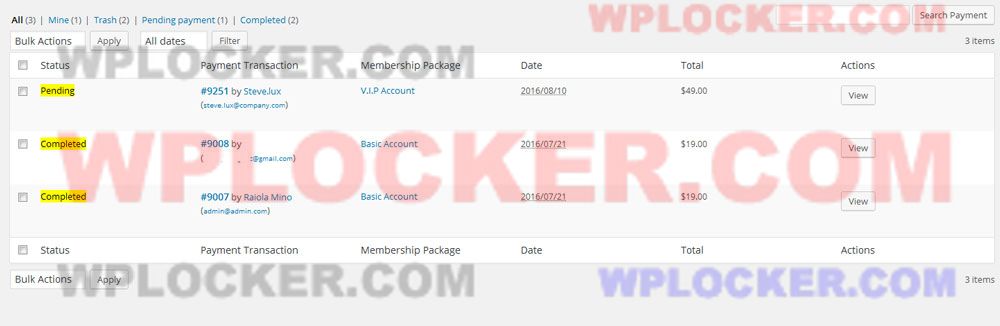 All (3) | Mine (1) | Trash (2) | Pending payment (1) | Completed (2)
Search Payment
WPLOCKER.COM
Bulk Actions Apply All dates Filter
3 items
WPLOCKER.COM
Status Payment Transaction Membership Package Date Total Actions
Pending #9251 by Steve.lux V.I.P Account 2016/08/10 $49.00 View
(steve.lux@company.com)
WPLOCKER.COM
Completed #9008 by Basic Account 2016/07/21 $19.00 View
@gmail.com)
Completed #9007 by Raiola Mino Basic Account 2016/07/21 $19.00 View
(admin@admin.com)
Status Payment Transaction Membership Package Date Total Actions
Bulk Actions Apply
3 items
WPLOCKER.COM
WPLOCKER.COM